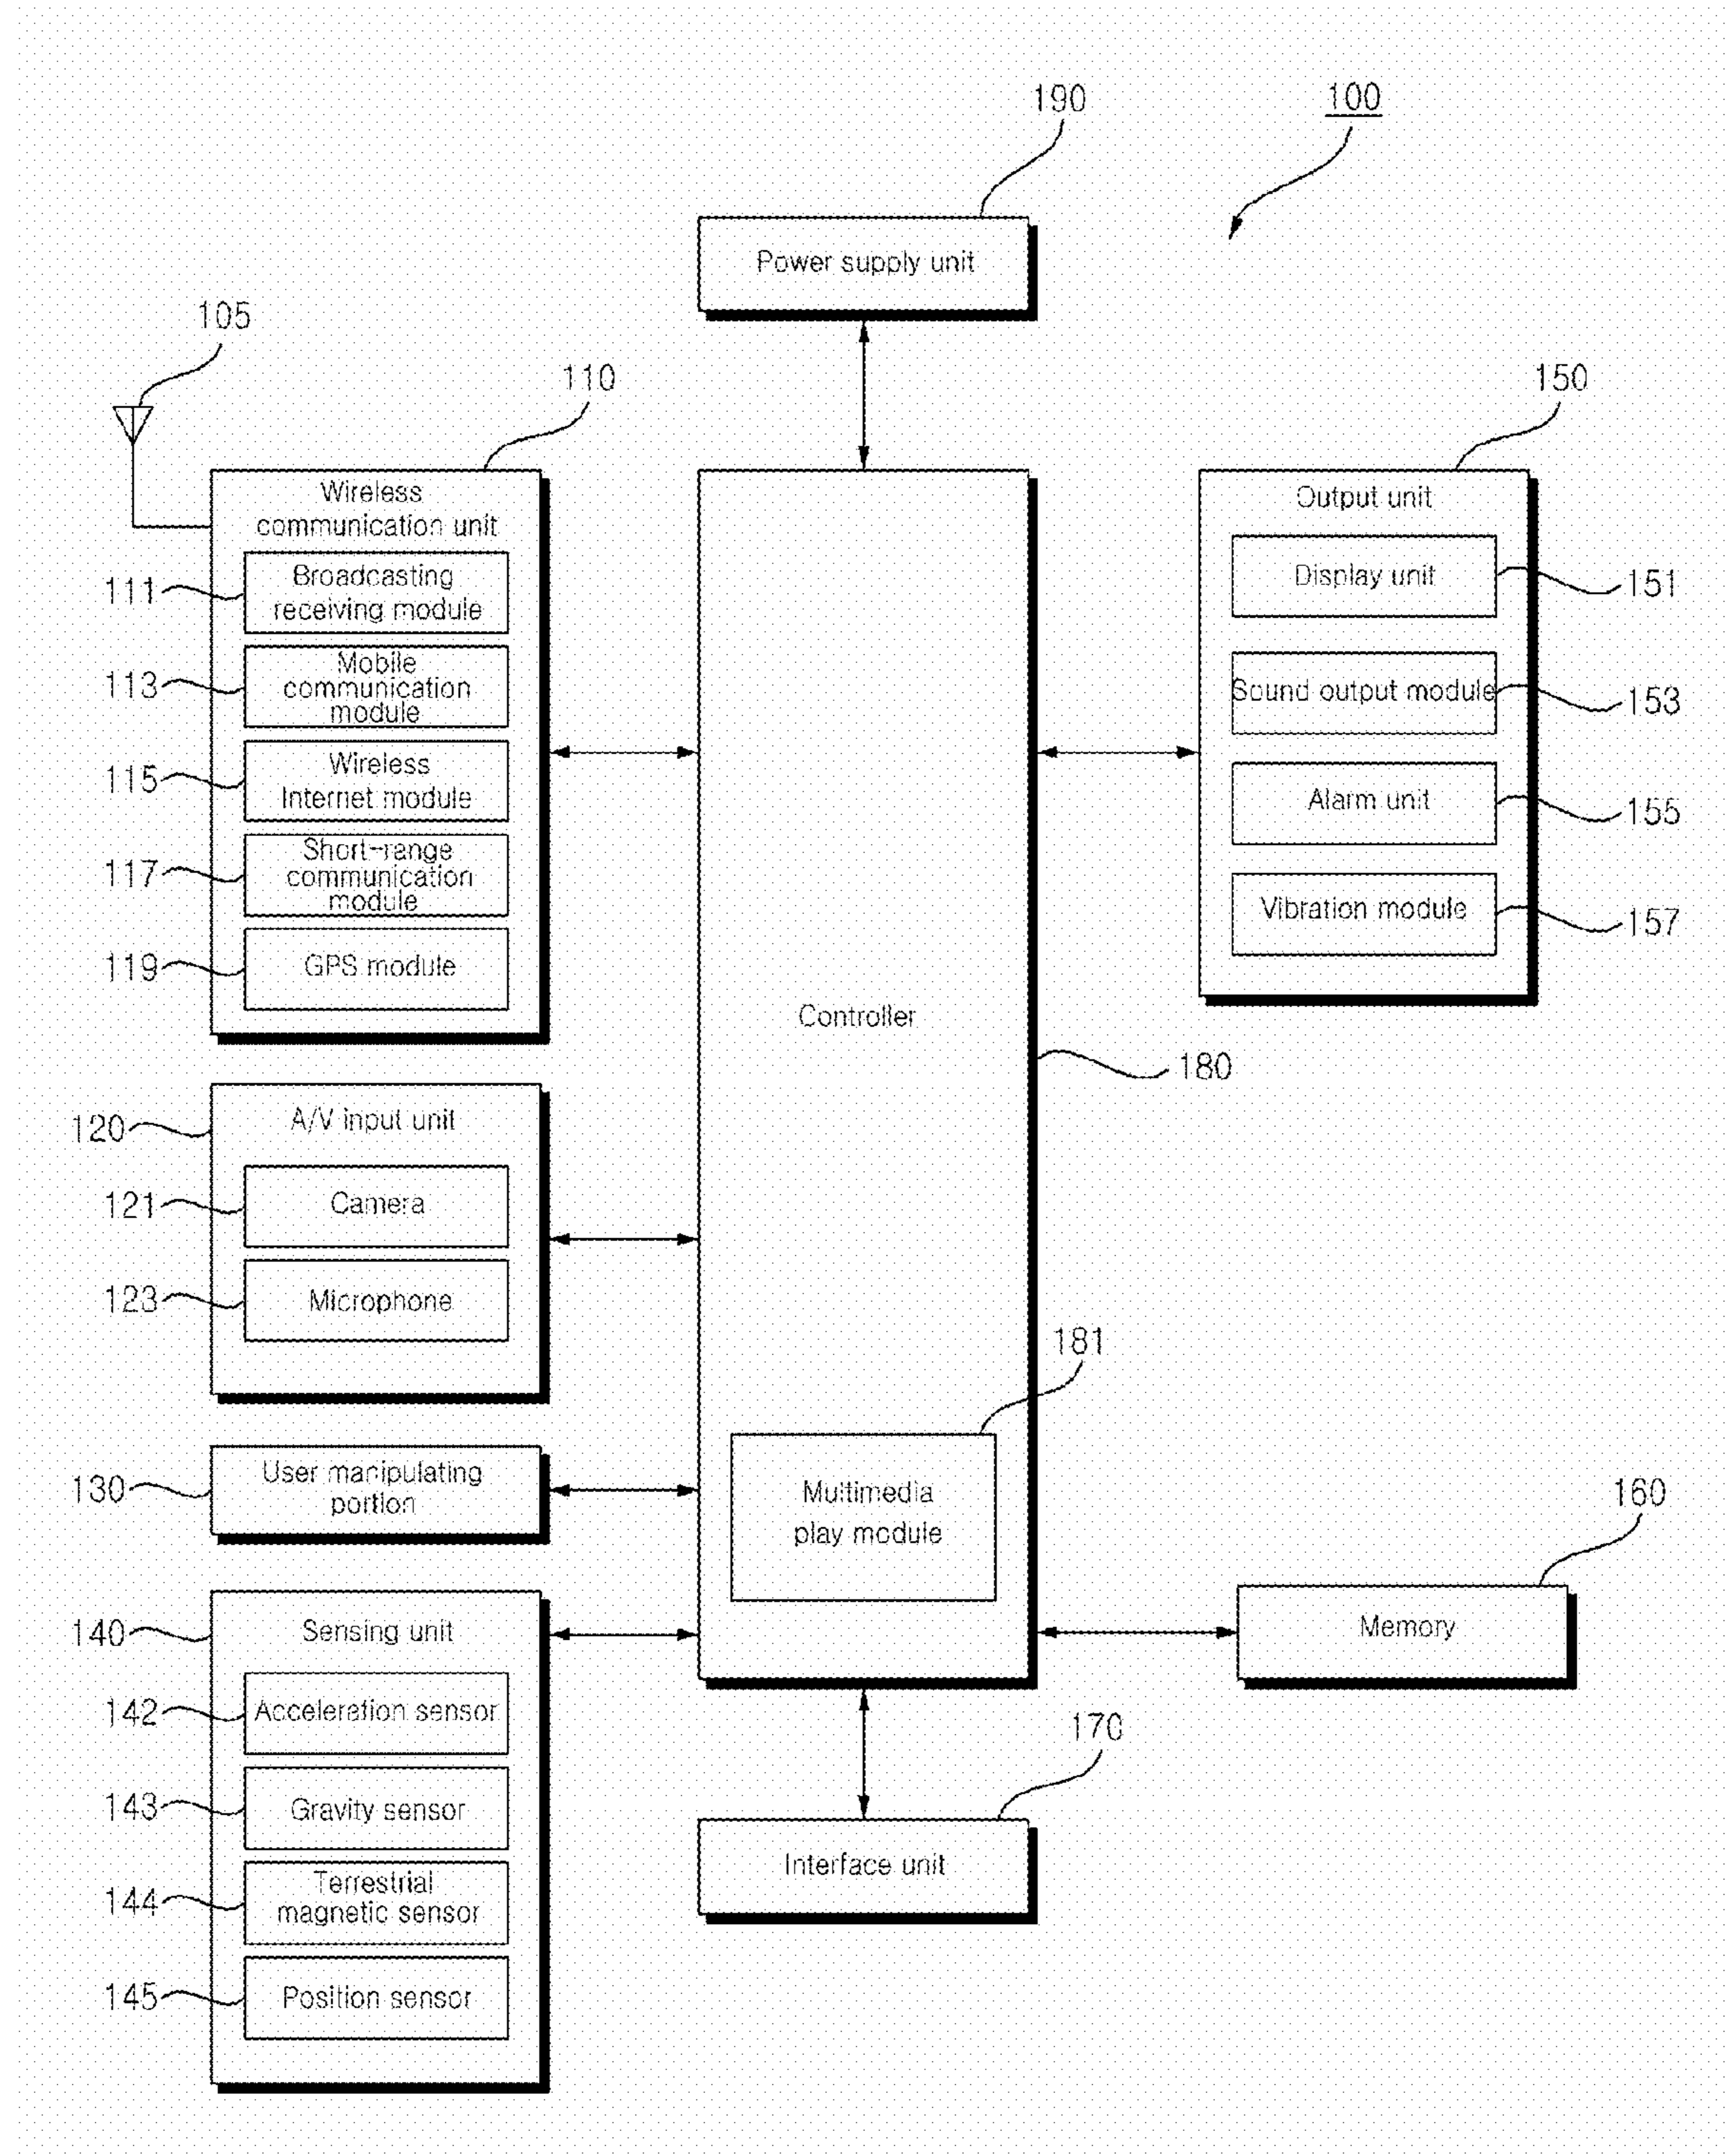 190
100
Power supply unit
105
110
150
Wireless
communication unit
111
Broadcasting
receiving module
113
Mobile
communication
module
115
Wireless
Internet module
117
Short-range
communication
module
119
GPS module
Output unit
Display unit
151
Sound output module
153
Alarm unit
155
Vibration module
157
Controller
180
120
A/V input unit
121
Camera
123
Microphone
181
Multimedia
play module
130
User manipulating
portion
160
Memory
140
Sensing unit
142
Acceleration sensor
143
Gravity sensor
144
Terrestrial
magnetic sensor
145
Position sensor
170
Interface unit